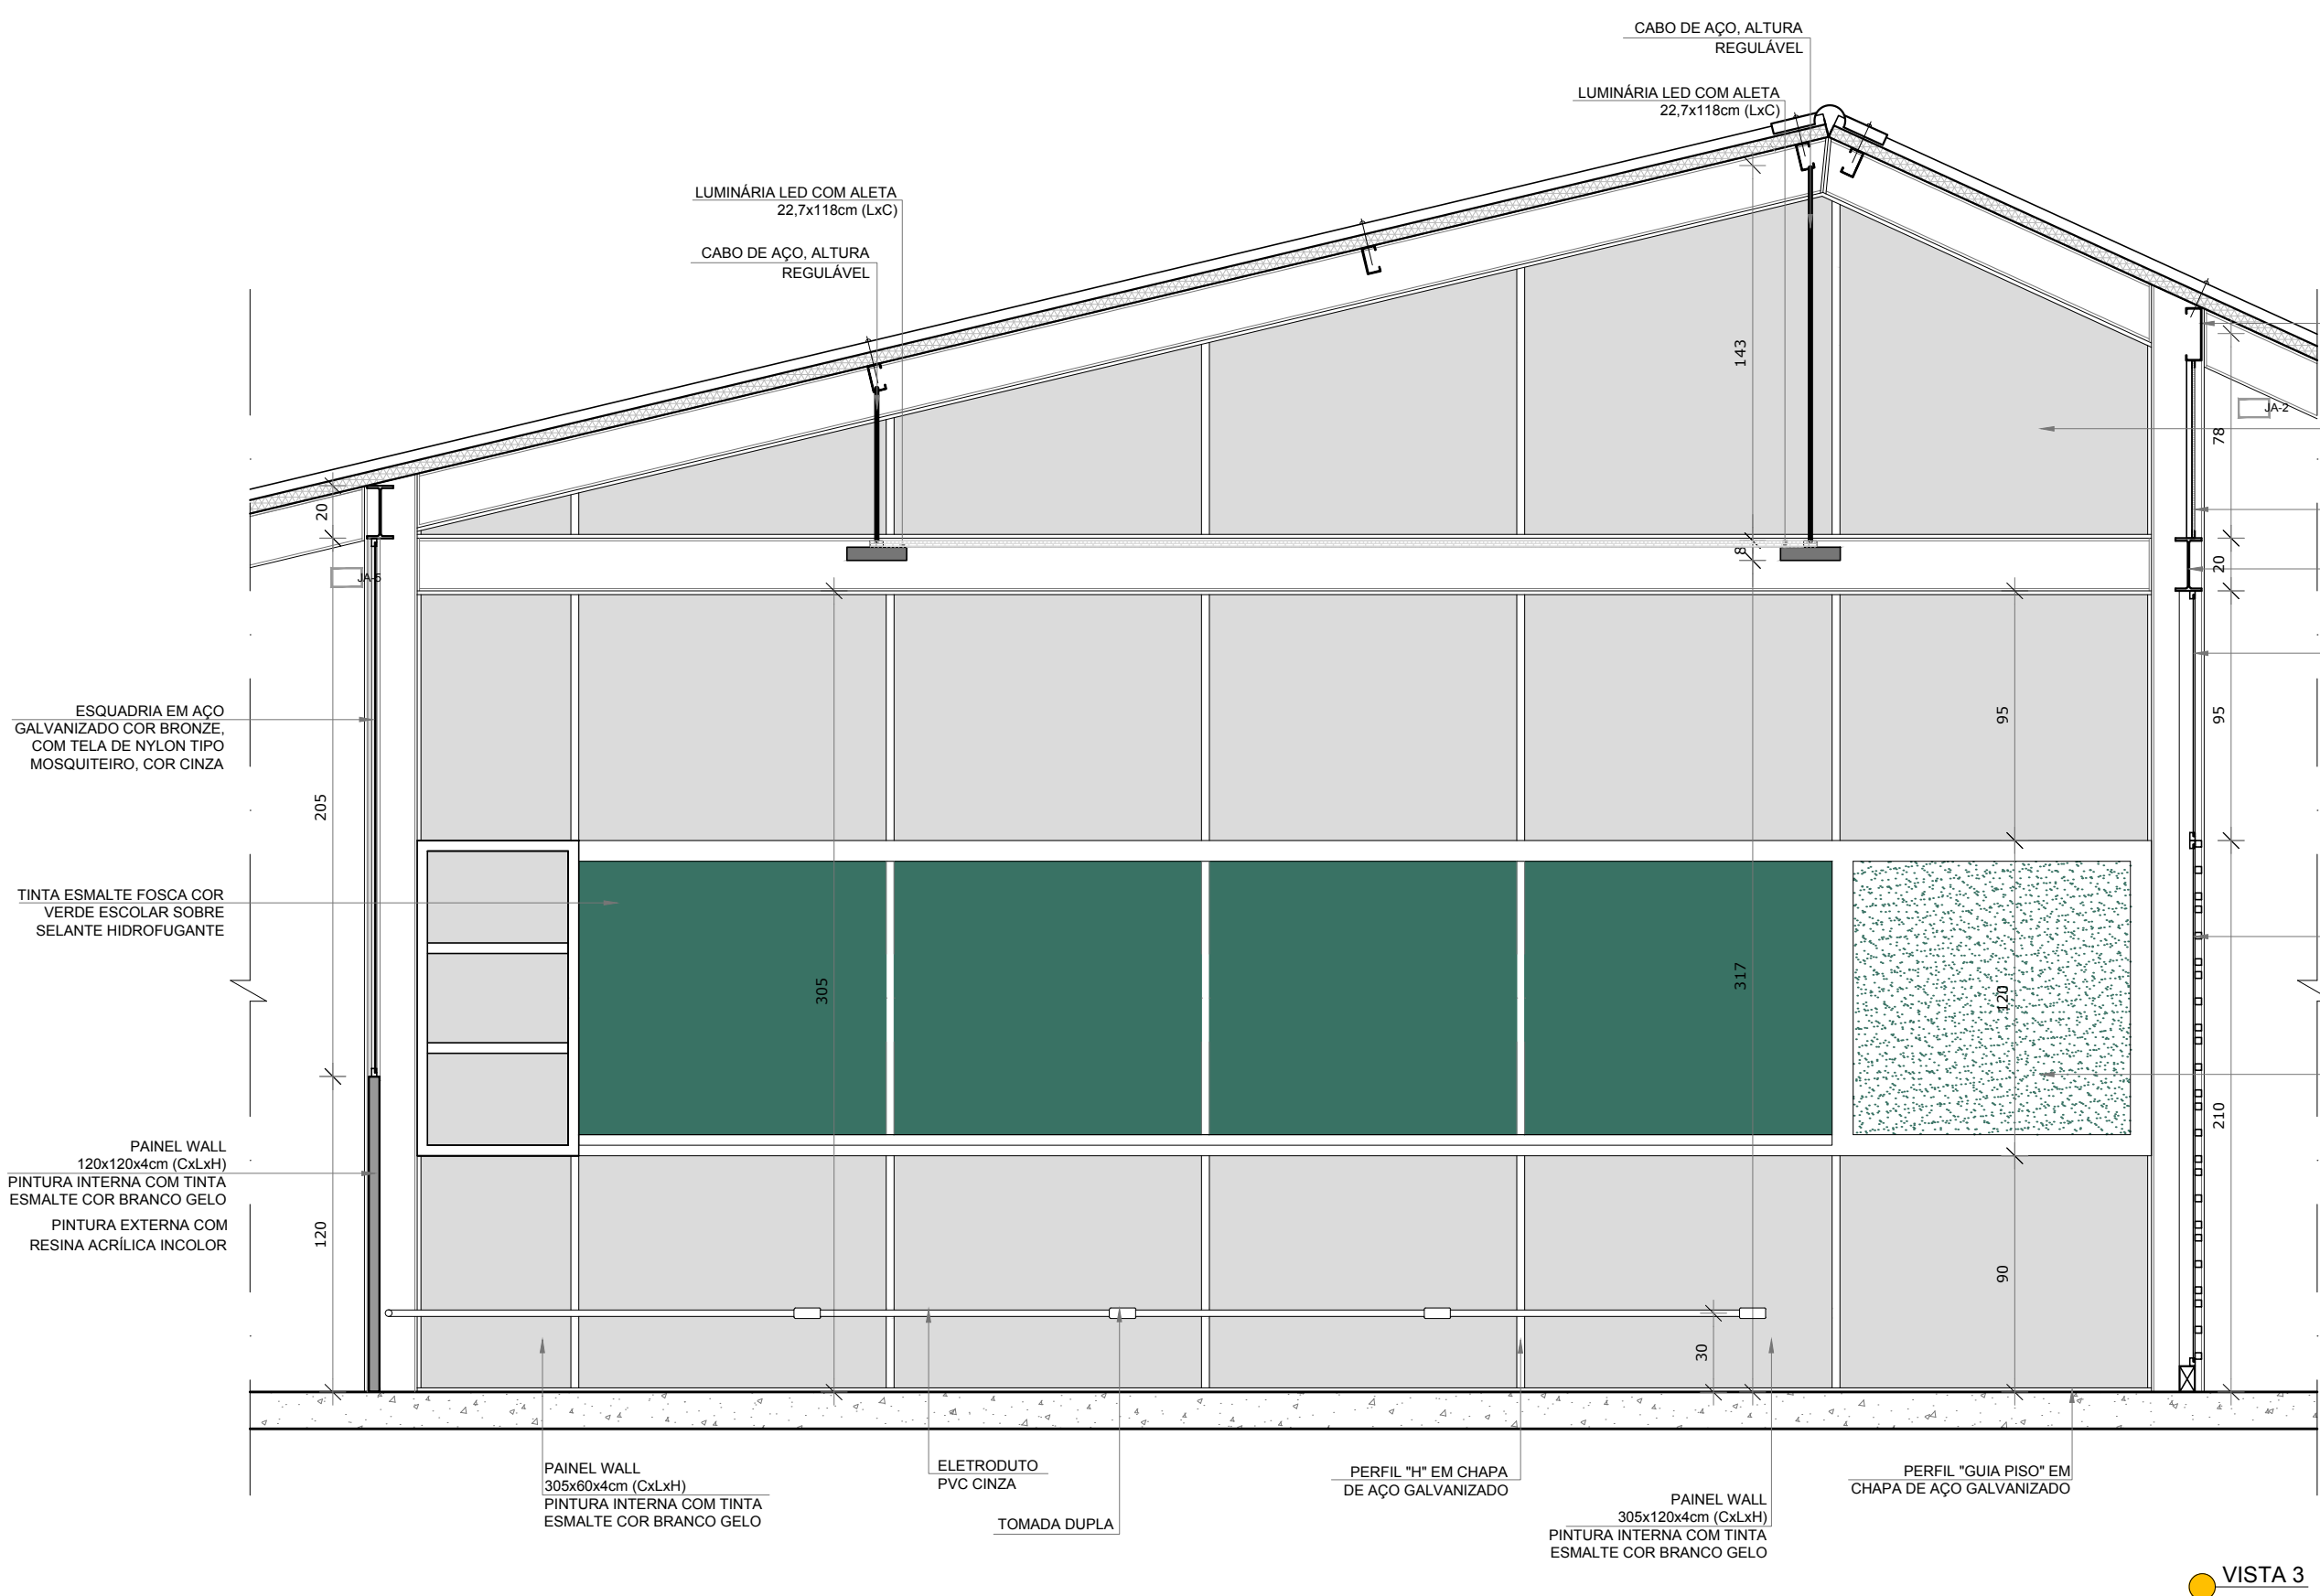 CABO DE AÇO, ALTURA
REGULÁVEL
LUMINÁRIA LED COM ALETA
22,7x118cm (LxC)
LUMINÁRIA LED COM ALETA
22,7x118cm (LxC)
CABO DE AÇO, ALTURA
REGULÁVEL
143
JA-2
78
20
8
20
JA-5
ESQUADRIA EM AÇO
GALVANIZADO COR BRONZE,
COM TELA DE NYLON TIPO
MOSQUITEIRO, COR CINZA
95
95
205
TINTA ESMALTE FOSCA COR
VERDE ESCOLAR SOBRE
SELANTE HIDROFUGANTE
305
317
120
210
PAINEL WALL
120x120x4cm (CxLxH)
PINTURA INTERNA COM TINTA
ESMALTE COR BRANCO GELO
PINTURA EXTERNA COM
RESINA ACRÍLICA INCOLOR
120
90
30
PAINEL WALL
305x60x4cm (CxLxH)
PINTURA INTERNA COM TINTA
ESMALTE COR BRANCO GELO
ELETRODUTO
PVC CINZA
TOMADA DUPLA
PERFIL "H" EM CHAPA
DE AÇO GALVANIZADO
PAINEL WALL
305x120x4cm (CxLxH)
PINTURA INTERNA COM TINTA
ESMALTE COR BRANCO GELO
PERFIL "GUIA PISO" EM
CHAPA DE AÇO GALVANIZADO
VISTA 3